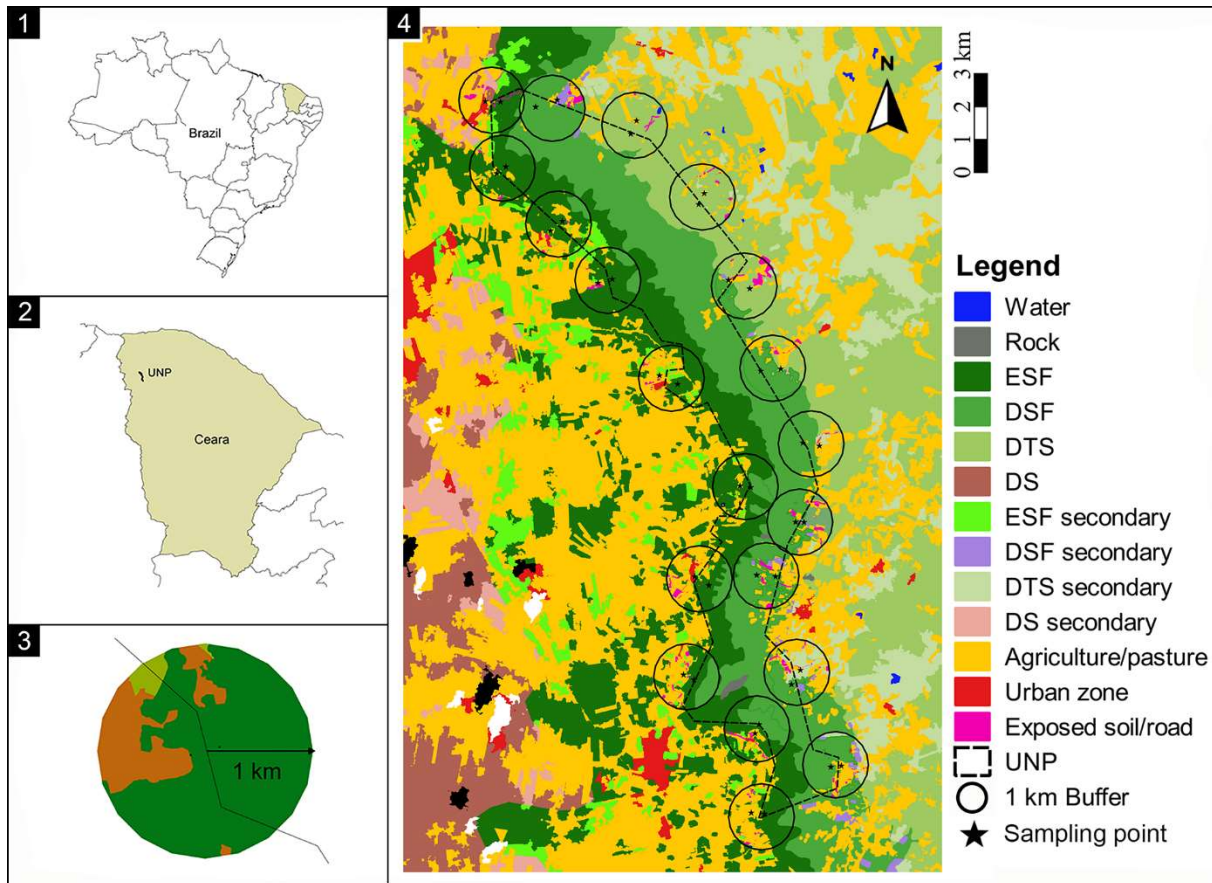 1
Brazil
2
UNP
Ceara
3
1 km
4
N
0 1 2 3 km
Legend
Water
Rock
ESF
DSF
DTS
DS
ESF secondary
DSF secondary
DTS secondary
DS secondary
Agriculture/pasture
Urban zone
Exposed soil/road
UNP
1 km Buffer
Sampling point